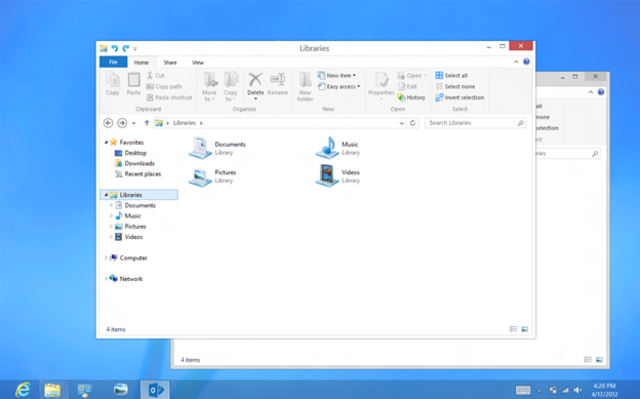 Libraries
File Home Share View
Copy
Paste
Cut
Copy path
Paste shortcut
Clipboard
Move to
Copy to
Delete
Rename
Organize
New folder
New item
Easy access
New
Properties
Open
Edit
History
Open
Select all
Select none
Invert selection
Select
Libraries
Search Libraries
Favorites
Desktop
Downloads
Recent places
Libraries
Documents
Music
Pictures
Videos
Computer
Network
Documents
Library
Music
Library
Pictures
Library
Videos
Library
4 items
all
none
selection
4 items
4:20 PM
4/17/2012